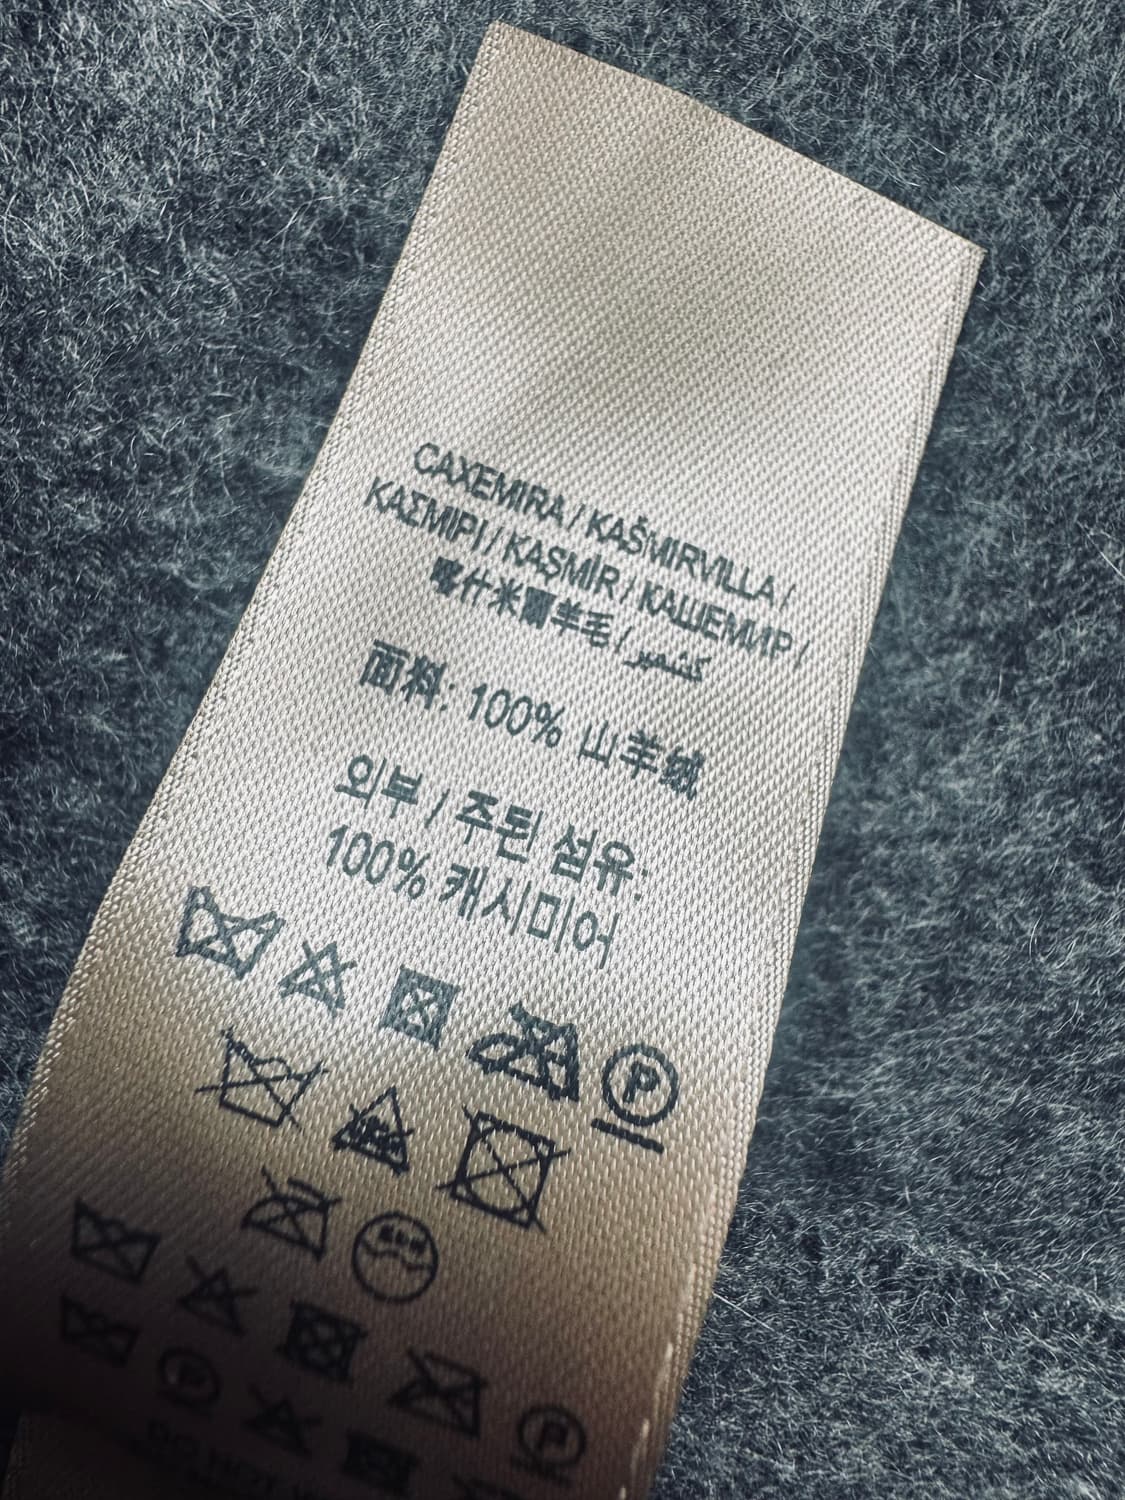 CAXEMIRA / KAŠMIRVILLA /
ΚΑΣΜΙΡΙ / KAŞMİR / КАШЕМИР /
喀什米爾羊毛 / كشمير
面料: 100% 山羊绒
외부 / 주된 섬유:
100% 캐시미어
P
P
P